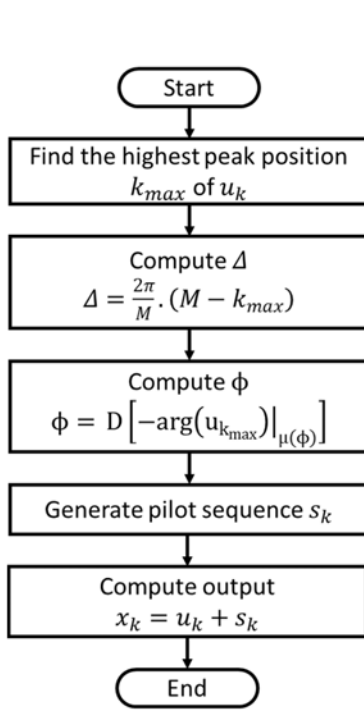 Start
Find the highest peak position
k_max of u_k
Compute Δ
Δ = 2π/M . (M − k_max)
Compute ϕ
ϕ = D[−arg(u_k_max)|_μ(ϕ)]
Generate pilot sequence s_k
Compute output
x_k = u_k + s_k
End